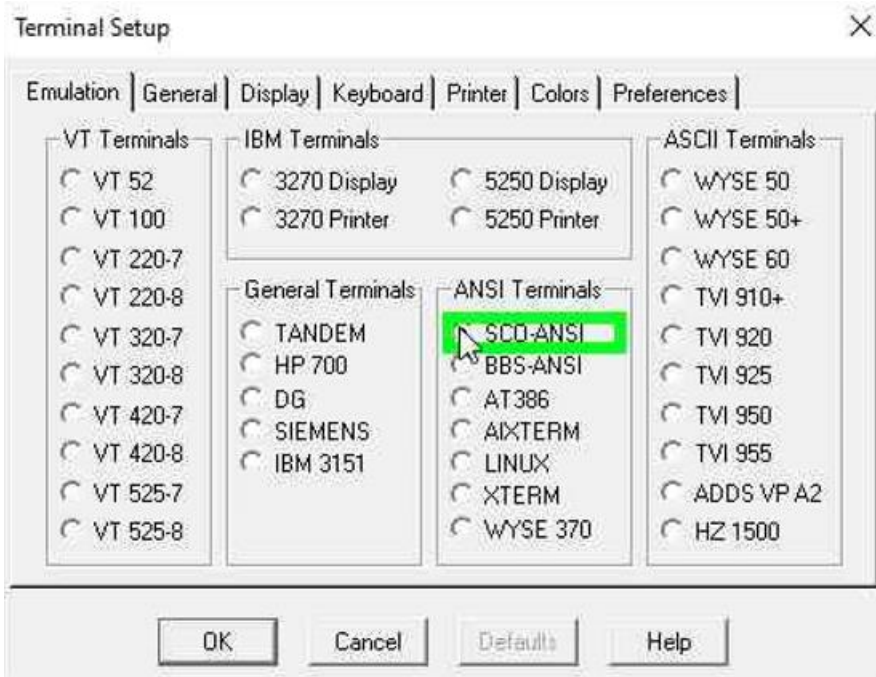 Terminal Setup
Emulation General Display Keyboard Printer Colors Preferences
VT Terminals
VT 52
VT 100
VT 220-7
VT 220-8
VT 320-7
VT 320-8
VT 420-7
VT 420-8
VT 525-7
VT 525-8
IBM Terminals
3270 Display
3270 Printer
5250 Display
5250 Printer
General Terminals
TANDEM
HP 700
DG
SIEMENS
IBM 3151
ANSI Terminals
SCO-ANSI
BBS-ANSI
AT386
AIXTERM
LINUX
XTERM
WYSE 370
ASCII Terminals
WYSE 50
WYSE 50+
WYSE 60
TVI 910+
TVI 920
TVI 925
TVI 950
TVI 955
ADDS VP A2
HZ 1500
OK Cancel Defaults Help